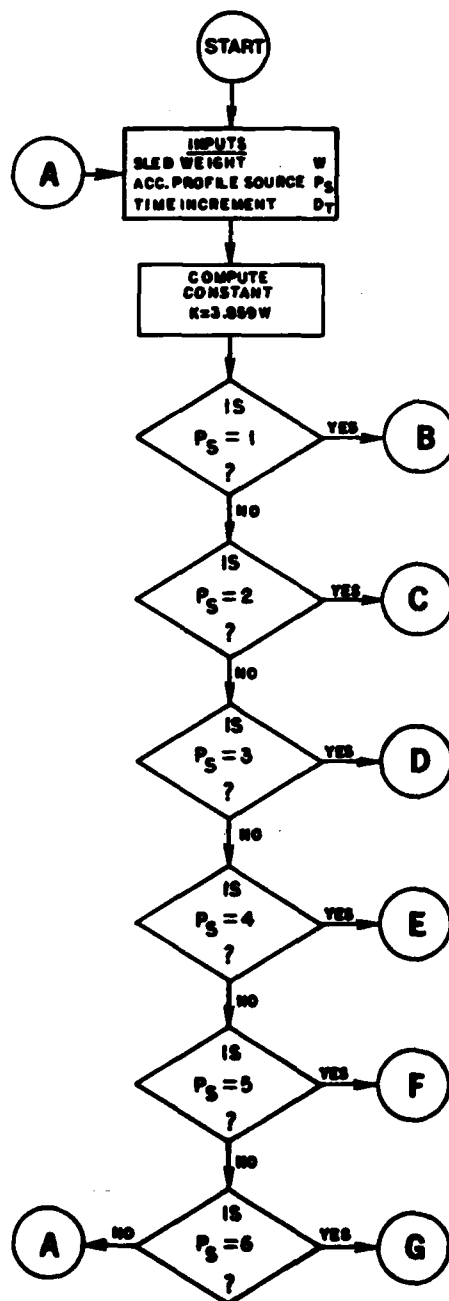 START
A
INPUTS
SLED WEIGHT W
ACC. PROFILE SOURCE PS
TIME INCREMENT DT
COMPUTE
CONSTANT
K=3.859W
IS
PS = 1
?
YES
B
NO
IS
PS = 2
?
YES
C
NO
IS
PS = 3
?
YES
D
NO
IS
PS = 4
?
YES
E
NO
IS
PS = 5
?
YES
F
NO
IS
PS = 6
?
NO
A
YES
G